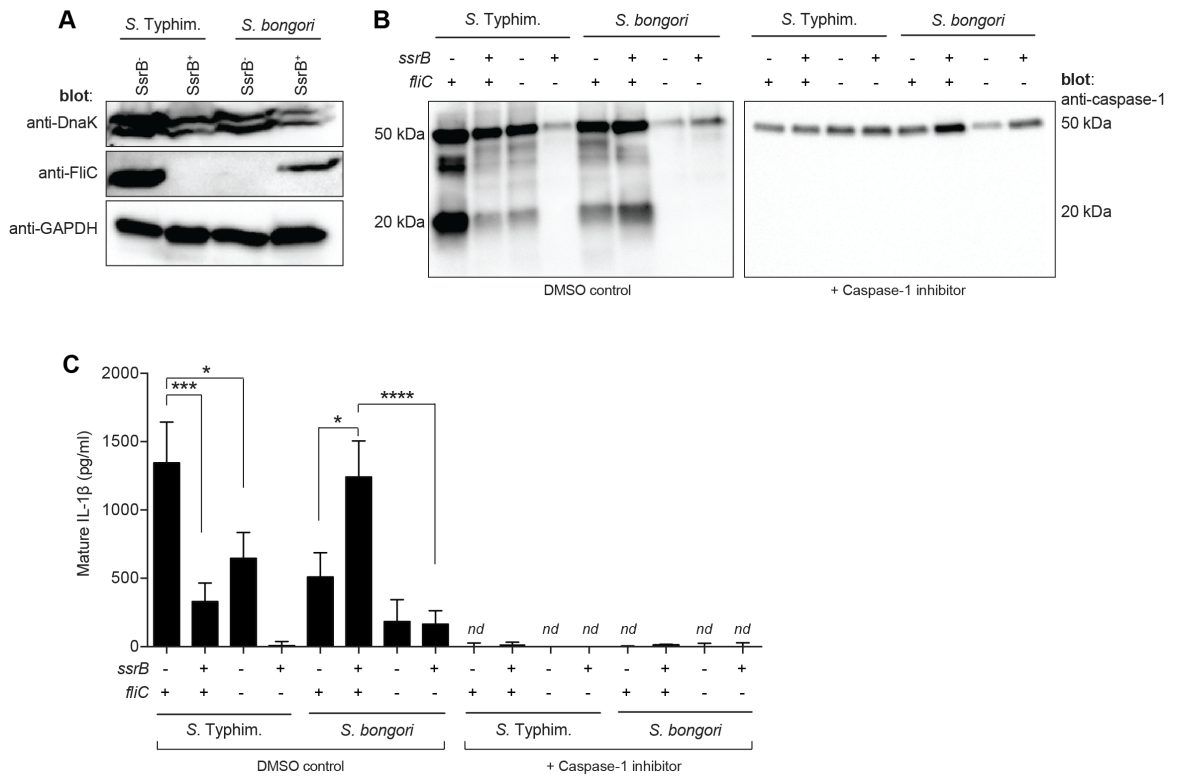 A
S. Typhim. S. bongori
SsrB- SsrB+ SsrB- SsrB+
blot:
anti-DnaK
anti-FliC
anti-GAPDH
B
S. Typhim. S. bongori S. Typhim. S. bongori
ssrB - + - + - + - + - + - + - + - +
fliC + + - - + + - - + + - - + + - -
blot:
anti-caspase-1
50 kDa 50 kDa
20 kDa 20 kDa
DMSO control + Caspase-1 inhibitor
C
Mature IL-1β (pg/ml)
2000
1500
1000
500
0
* *** * ****
nd nd nd nd nd nd
ssrB - + - + - + - + - + - + - + - +
fliC + + - - + + - - + + - - + + - -
S. Typhim. S. bongori S. Typhim. S. bongori
DMSO control + Caspase-1 inhibitor